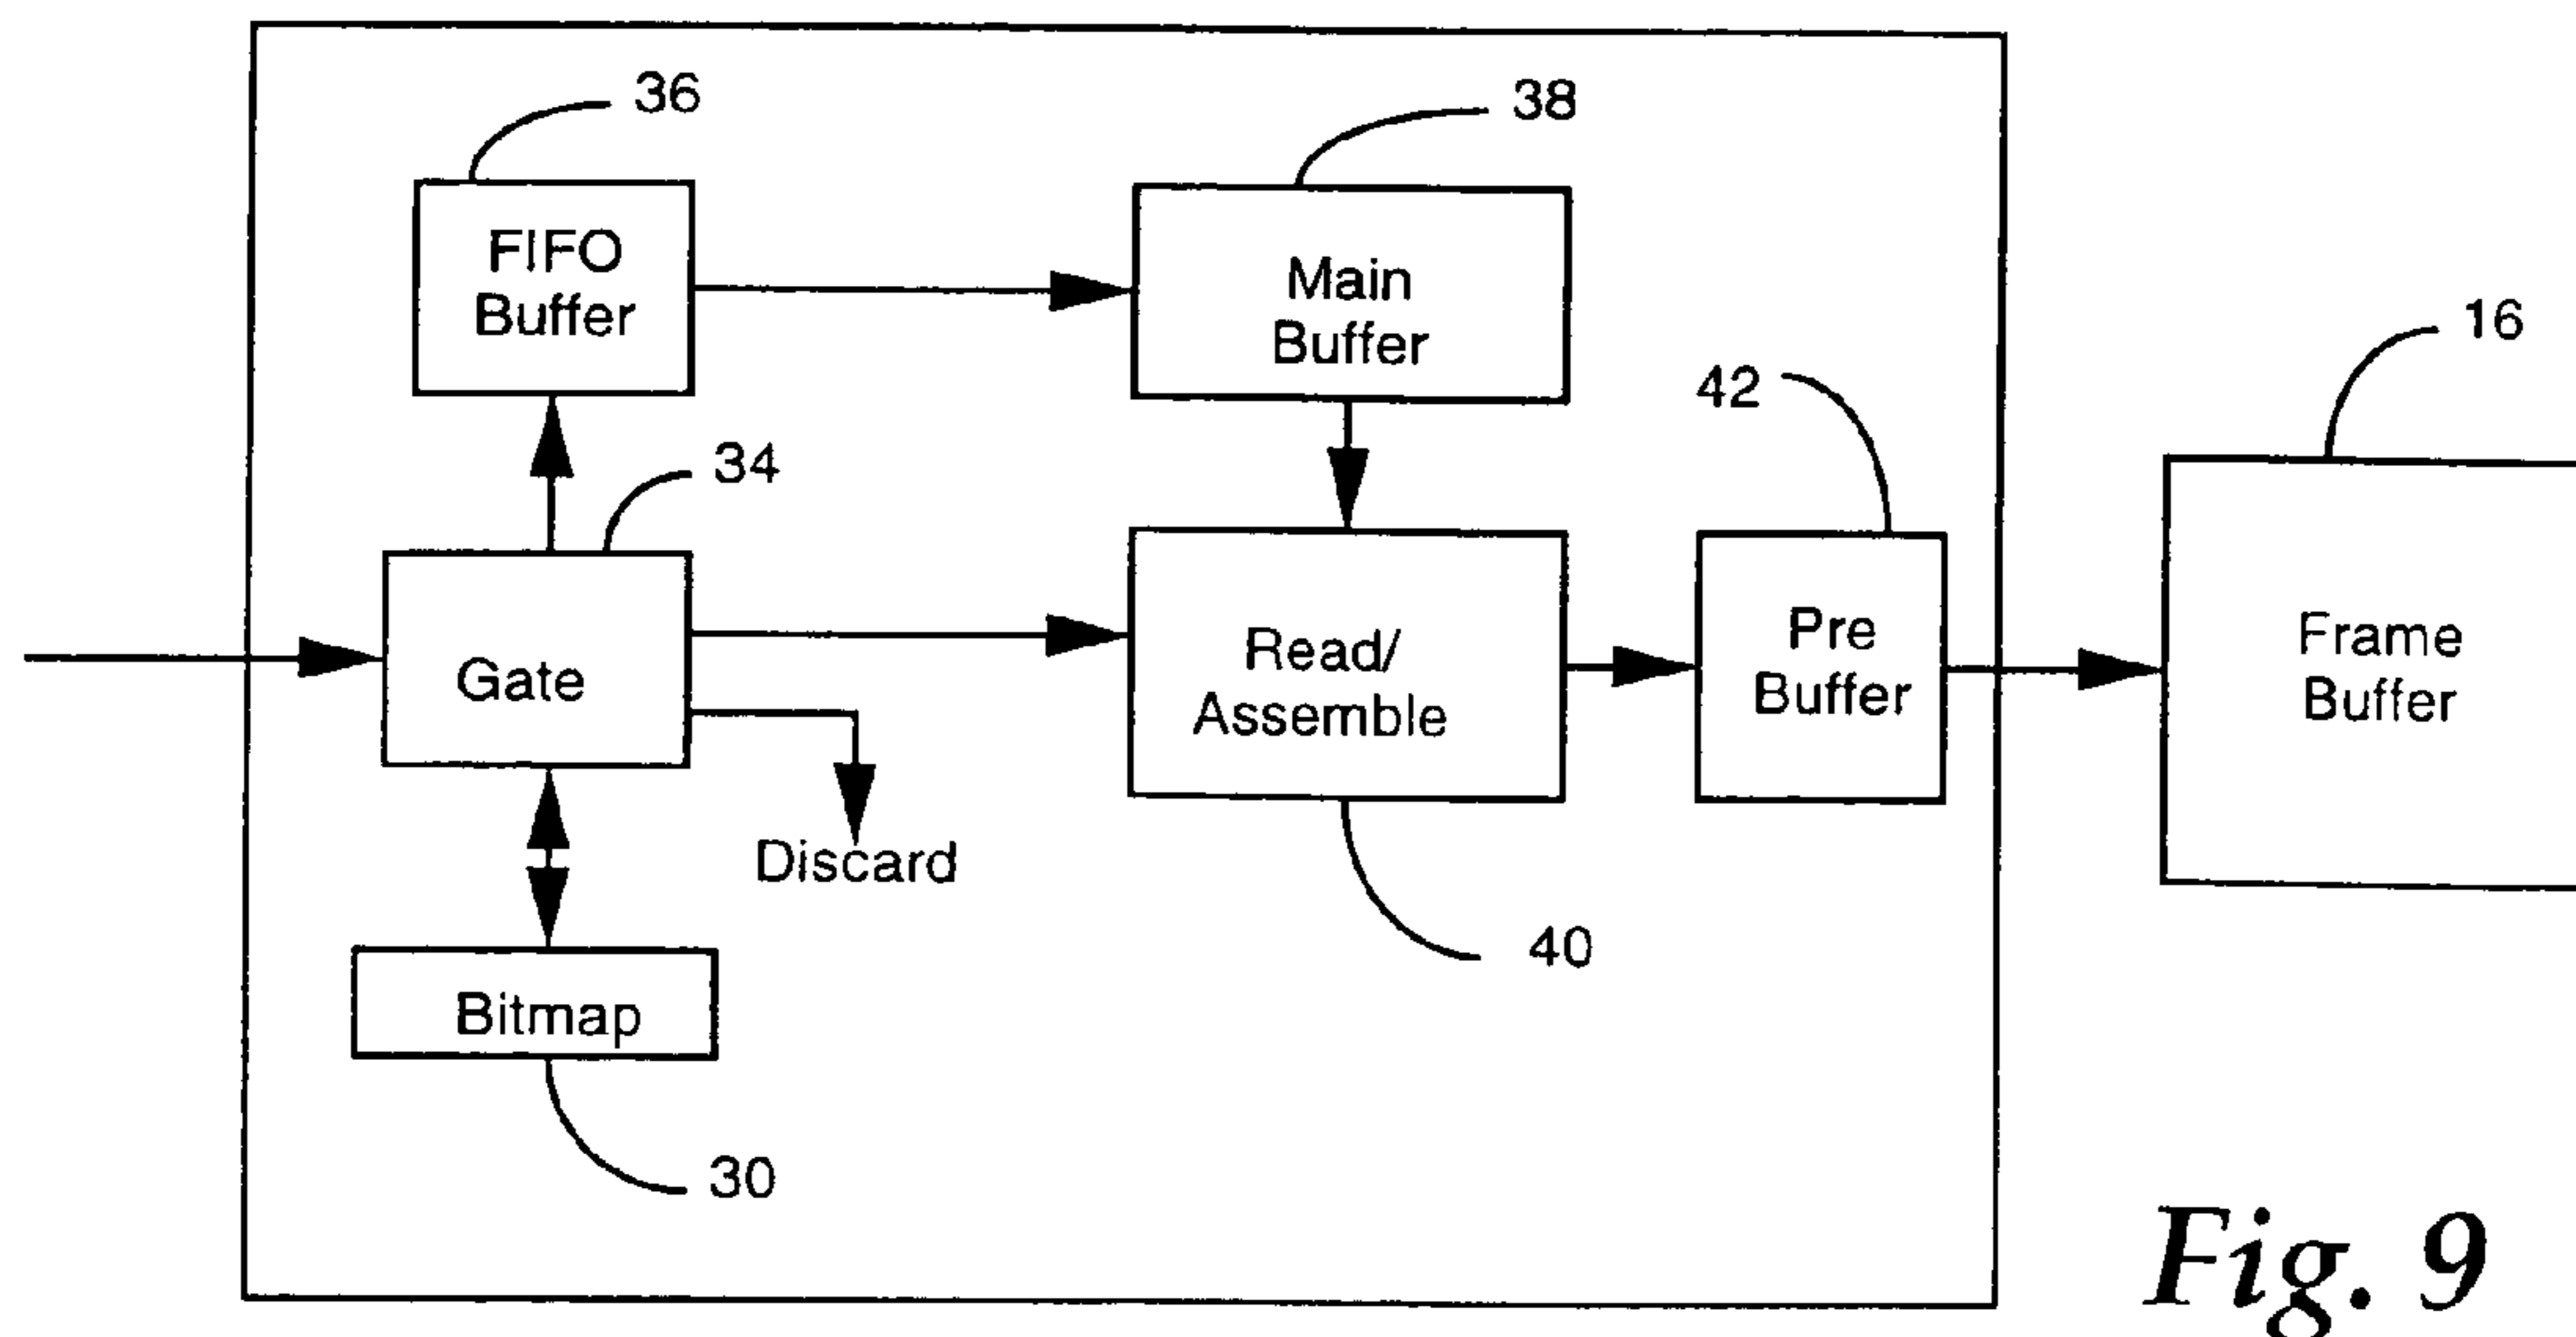 36
38
FIFO
Buffer
Main
Buffer
16
42
34
Gate
Read/
Assemble
Pre
Buffer
Frame
Buffer
Discard
40
Bitmap
30
Fig. 9